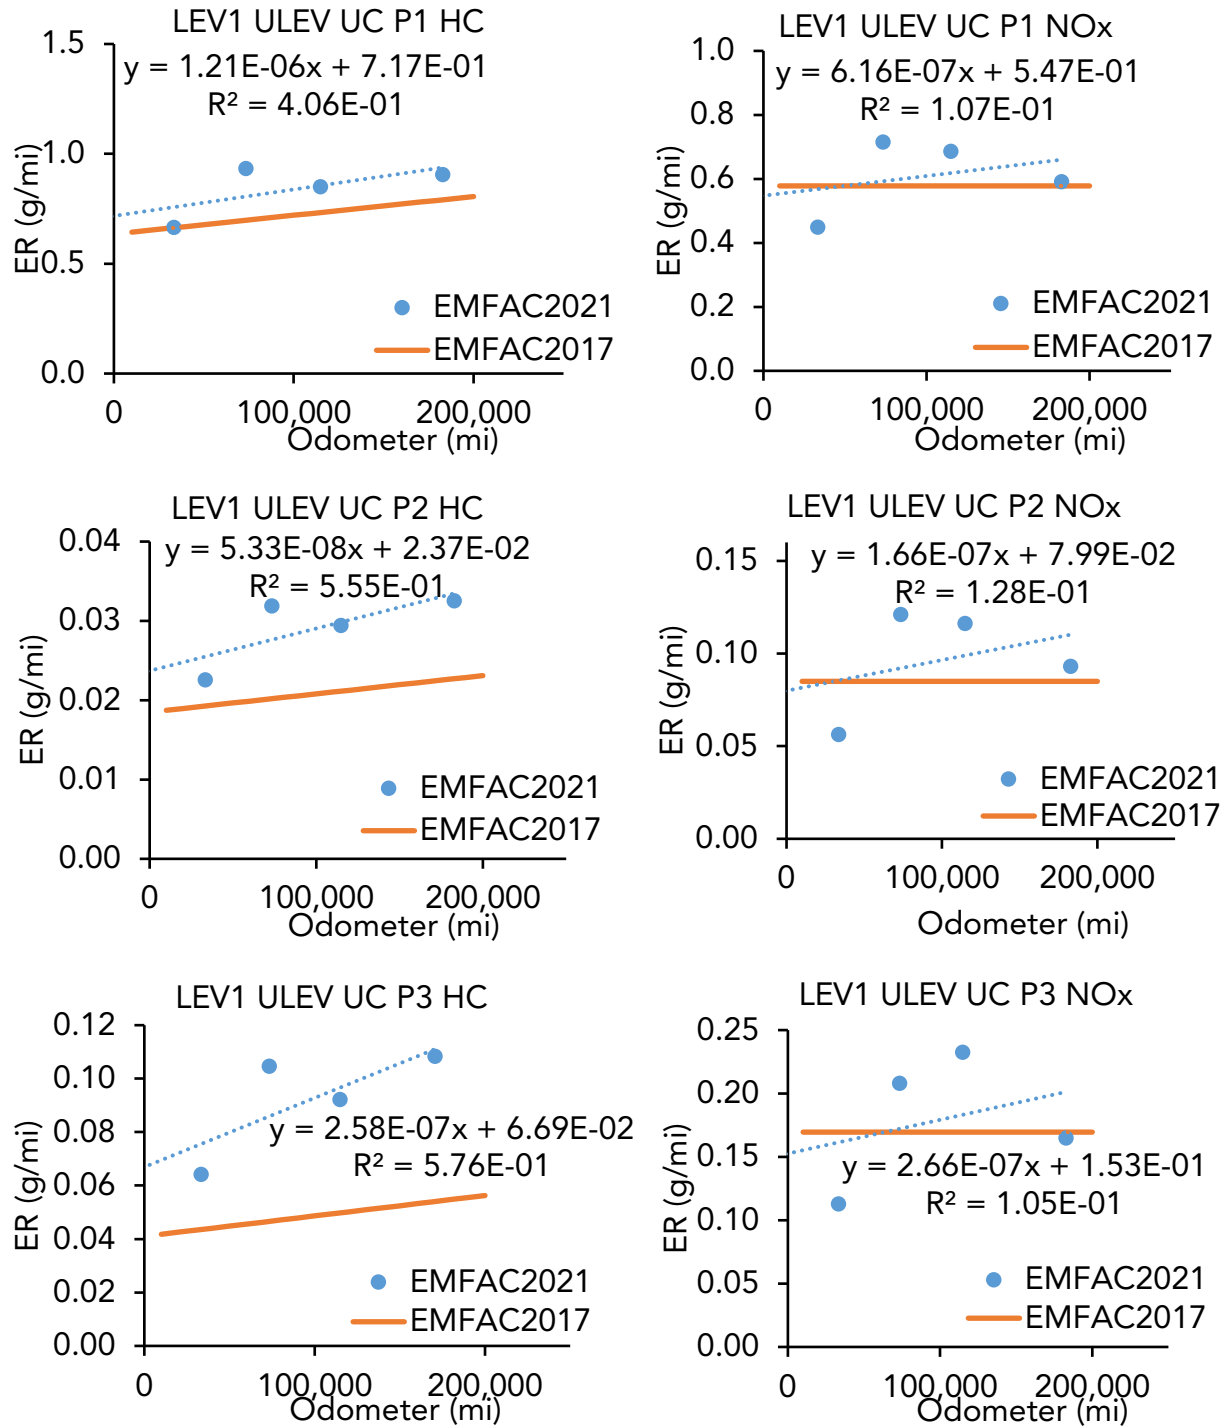 LEV1 ULEV UC P1 HC
y = 1.21E-06x + 7.17E-01
R² = 4.06E-01
1.5
1.0
0.5
0.0
ER (g/mi)
EMFAC2021
EMFAC2017
0 100,000 200,000
Odometer (mi)
LEV1 ULEV UC P1 NOx
y = 6.16E-07x + 5.47E-01
R² = 1.07E-01
1.0
0.8
0.6
0.4
0.2
0.0
ER (g/mi)
EMFAC2021
EMFAC2017
0 100,000 200,000
Odometer (mi)
LEV1 ULEV UC P2 HC
y = 5.33E-08x + 2.37E-02
R² = 5.55E-01
0.04
0.03
0.02
0.01
0.00
ER (g/mi)
EMFAC2021
EMFAC2017
0 100,000 200,000
Odometer (mi)
LEV1 ULEV UC P2 NOx
y = 1.66E-07x + 7.99E-02
R² = 1.28E-01
0.15
0.10
0.05
0.00
ER (g/mi)
EMFAC2021
EMFAC2017
0 100,000 200,000
Odometer (mi)
LEV1 ULEV UC P3 HC
0.12
0.10
0.08
0.06
0.04
0.02
0.00
ER (g/mi)
y = 2.58E-07x + 6.69E-02
R² = 5.76E-01
EMFAC2021
EMFAC2017
0 100,000 200,000
Odometer (mi)
LEV1 ULEV UC P3 NOx
0.25
0.20
0.15
0.10
0.05
0.00
ER (g/mi)
y = 2.66E-07x + 1.53E-01
R² = 1.05E-01
EMFAC2021
EMFAC2017
0 100,000 200,000
Odometer (mi)